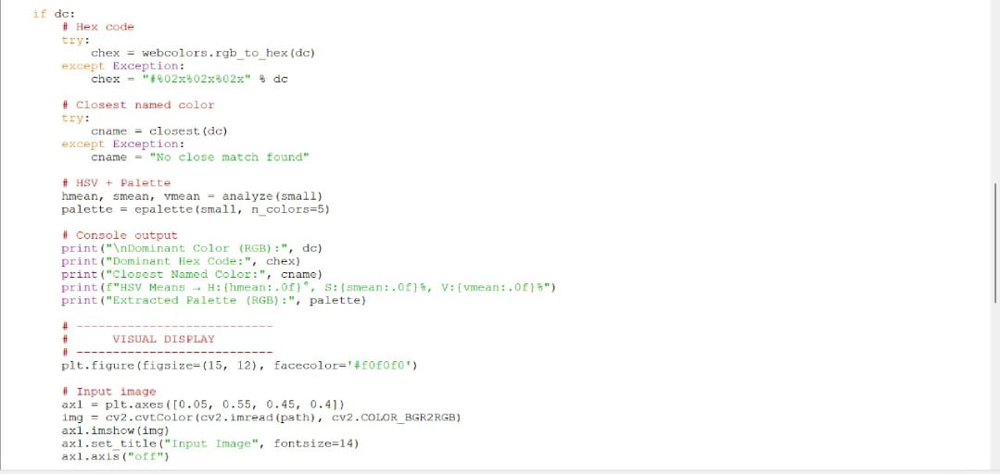 if dc:
    # Hex code
    try:
        chex = webcolors.rgb_to_hex(dc)
    except Exception:
        chex = "#%02x%02x%02x" % dc

    # Closest named color
    try:
        cname = closest(dc)
    except Exception:
        cname = "No close match found"

    # HSV + Palette
    hmean, smean, vmean = analyze(small)
    palette = epalette(small, n_colors=5)

    # Console output
    print("\nDominant Color (RGB):", dc)
    print("Dominant Hex Code:", chex)
    print("Closest Named Color:", cname)
    print(f"HSV Means → H:{hmean:.0f}°, S:{smean:.0f}%, V:{vmean:.0f}%")
    print("Extracted Palette (RGB):", palette)

    # ---------------------------
    #      VISUAL DISPLAY
    # ---------------------------
    plt.figure(figsize=(15, 12), facecolor='#f0f0f0')

    # Input image
    ax1 = plt.axes([0.05, 0.55, 0.45, 0.4])
    img = cv2.cvtColor(cv2.imread(path), cv2.COLOR_BGR2RGB)
    ax1.imshow(img)
    ax1.set_title("Input Image", fontsize=14)
    ax1.axis("off")